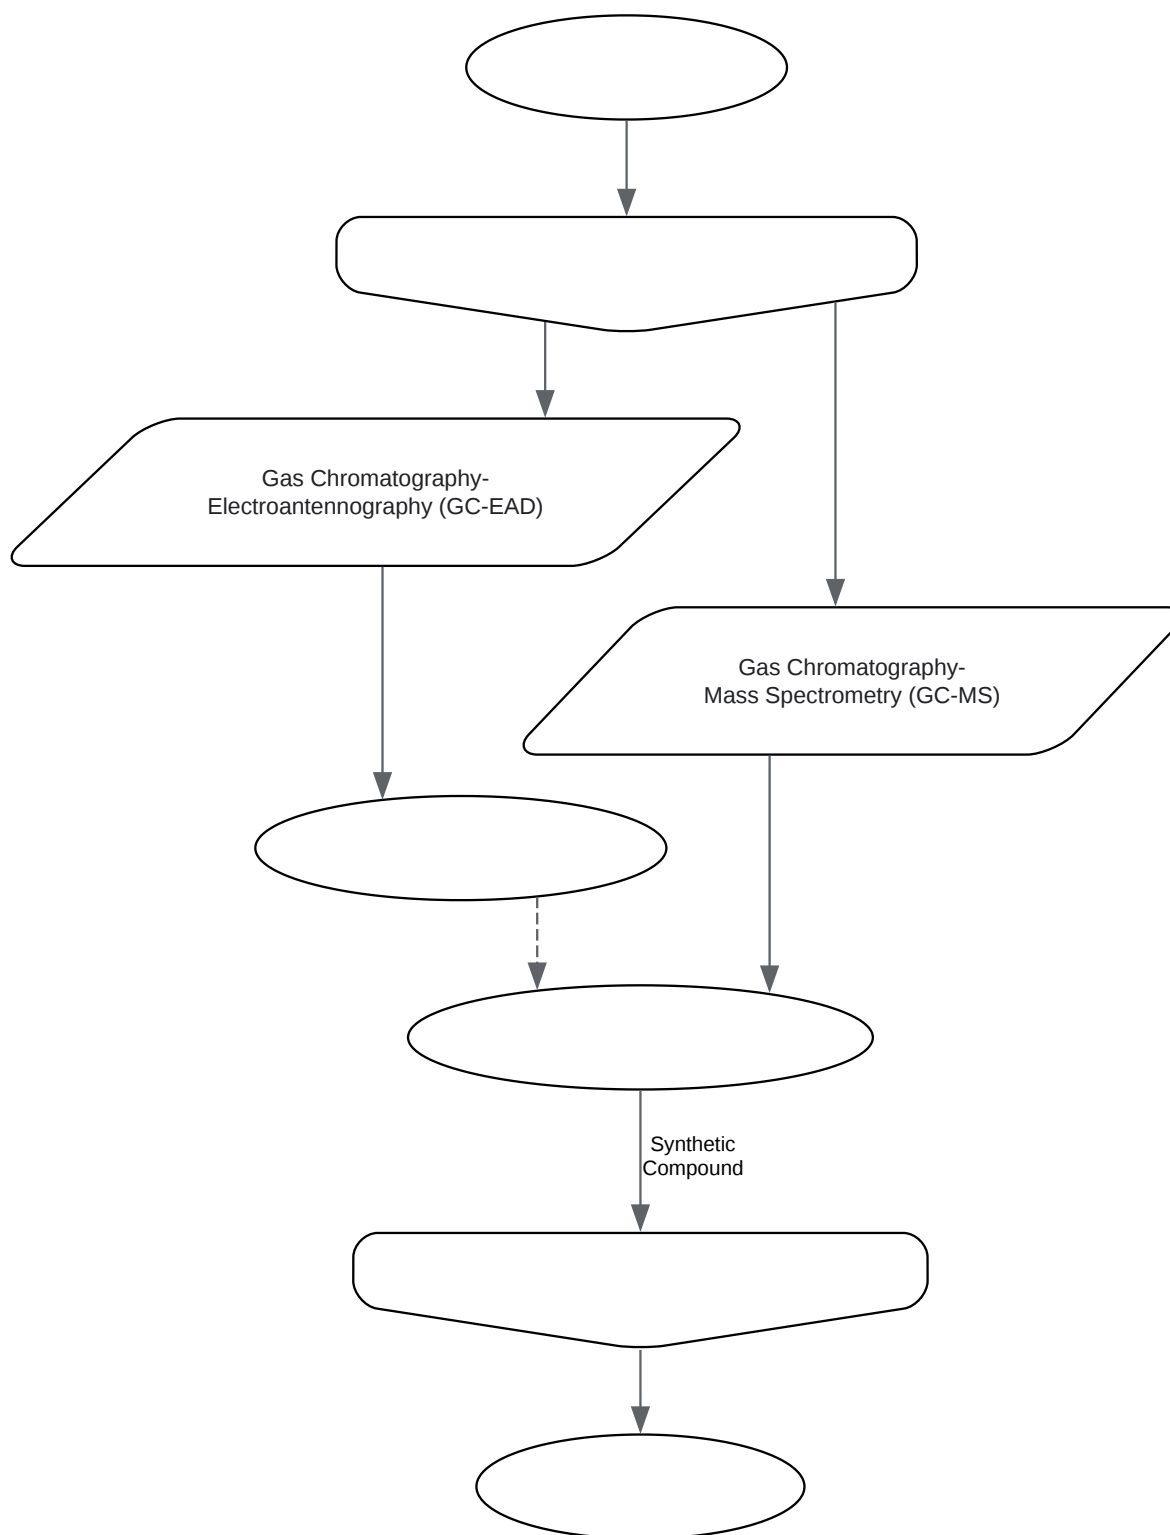 Gas Chromatography-
Electroantennography (GC-EAD)
Gas Chromatography-
Mass Spectrometry (GC-MS)
Synthetic
Compound